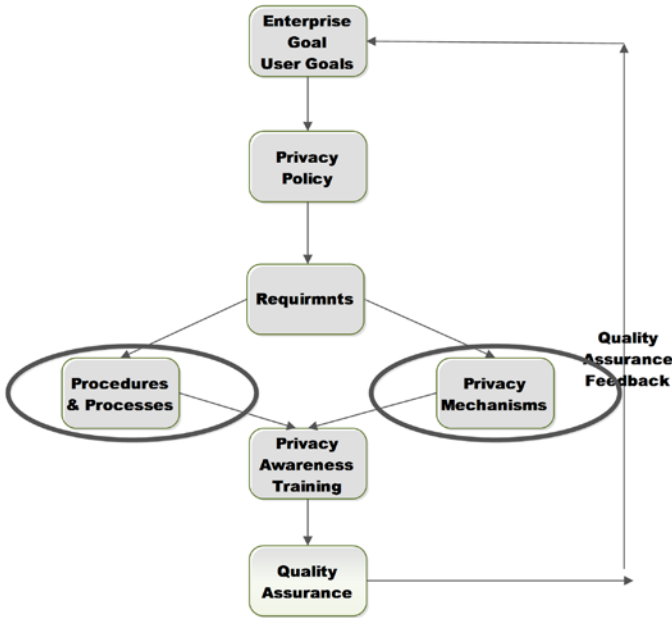 Enterprise
Goal
User Goals
Privacy
Policy
Requirmnts
Quality
Assurance
Feedback
Procedures
& Processes
Privacy
Mechanisms
Privacy
Awareness
Training
Quality
Assurance